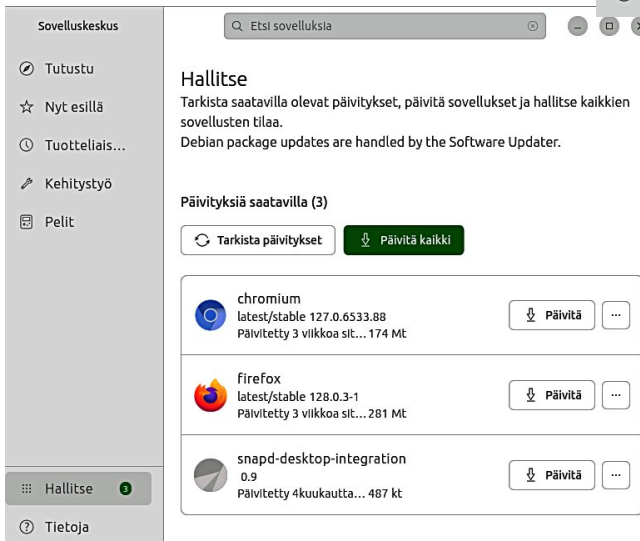 Sovelluskeskus
Etsi sovelluksia
Tutustu
Nyt esillä
Tuotteliais...
Kehitystyö
Pelit
Hallitse
3
Tietoja
Hallitse
Tarkista saatavilla olevat päivitykset, päivitä sovellukset ja hallitse kaikkien
sovellusten tilaa.
Debian package updates are handled by the Software Updater.
Päivityksiä saatavilla (3)
Tarkista päivitykset
Päivitä kaikki
chromium
latest/stable 127.0.6533.88
Päivitetty 3 viikkoa sit... 174 Mt
Päivitä
firefox
latest/stable 128.0.3-1
Päivitetty 3 viikkoa sit... 281 Mt
Päivitä
snapd-desktop-integration
0.9
Päivitetty 4kuukautta... 487 kt
Päivitä